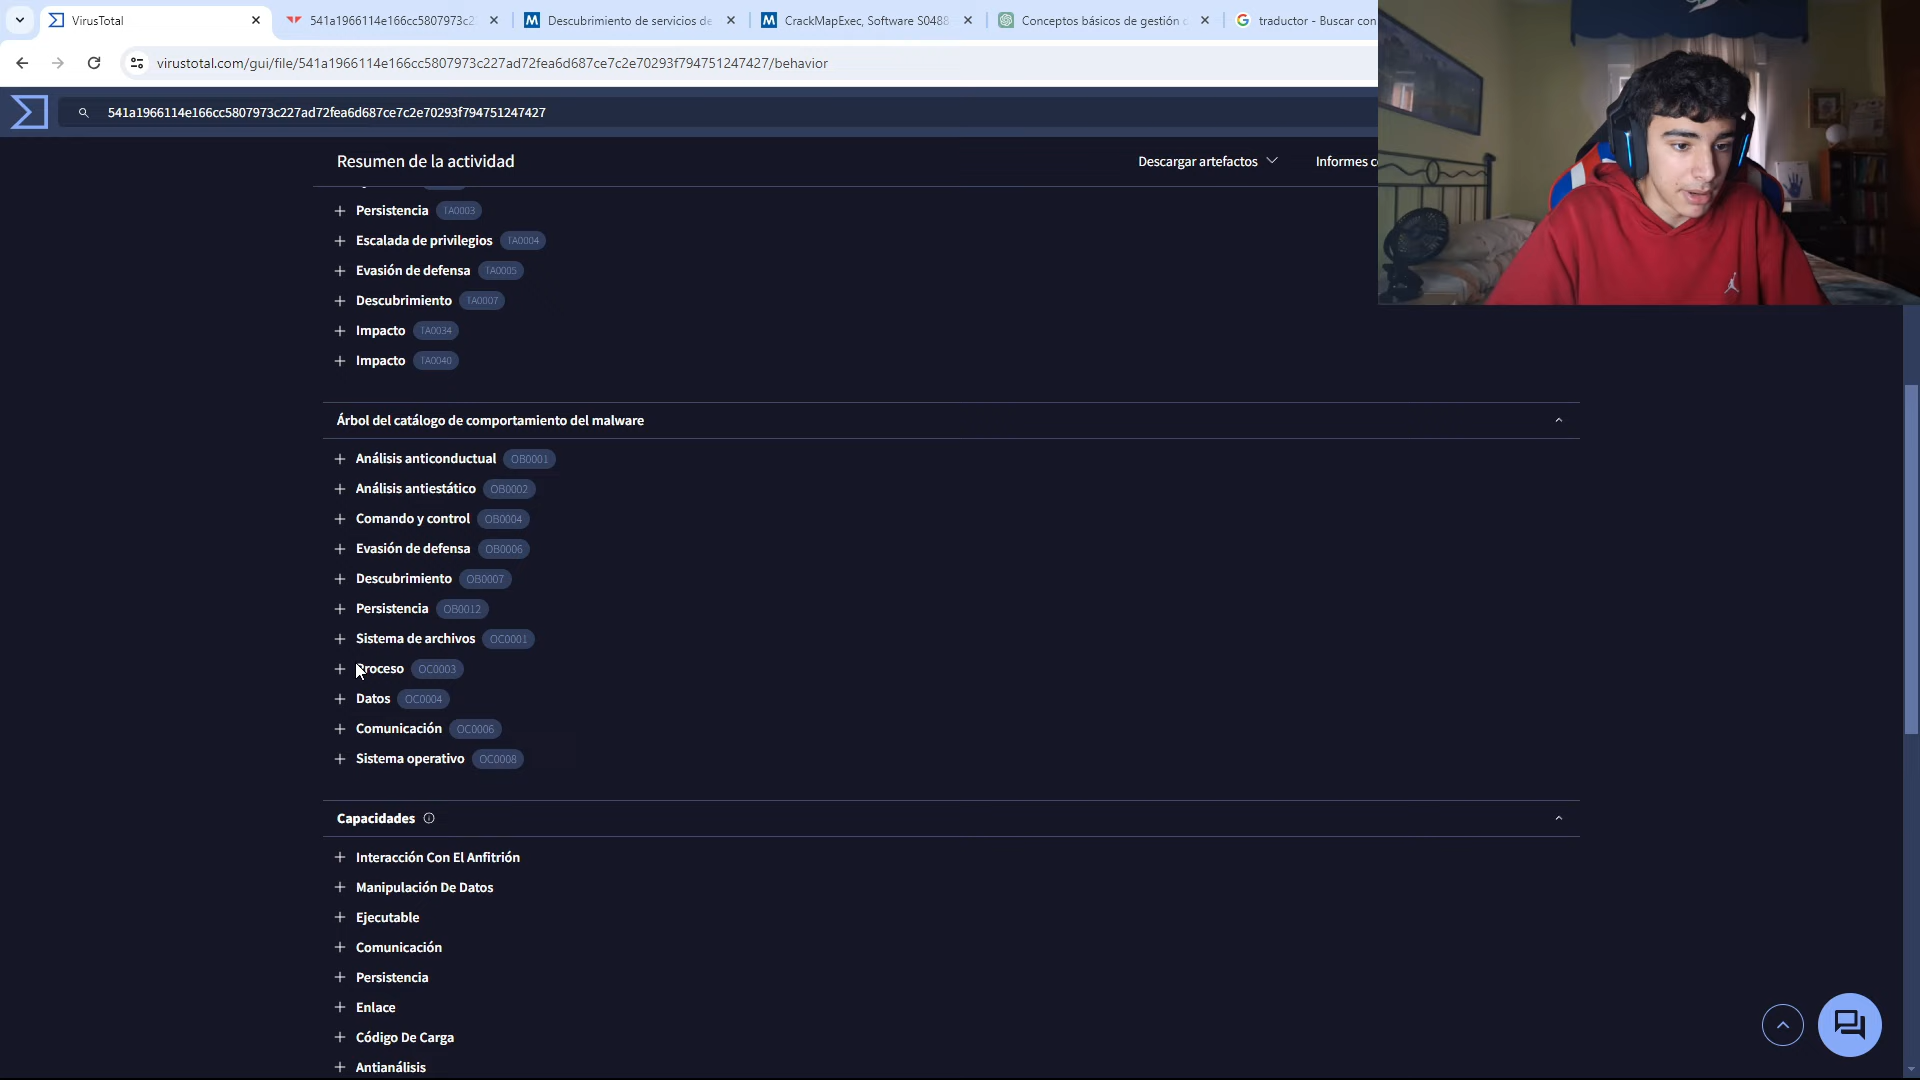 VirusTotal
541a1966114e166cc5807973c2
Descubrimiento de servicios de
CrackMapExec, Software S0488
Conceptos básicos de gestión
traductor - Buscar con
virustotal.com/gui/file/541a1966114e166cc5807973c227ad72fea6d687ce7c2e70293f794751247427/behavior
541a1966114e166cc5807973c227ad72fea6d687ce7c2e70293f794751247427
Resumen de la actividad
Descargar artefactos
Informes
Persistencia TA0003
Escalada de privilegios TA0004
Evasión de defensa TA0005
Descubrimiento TA0007
Impacto TA0034
Impacto TA0040
Árbol del catálogo de comportamiento del malware
Análisis anticonductual OB0001
Análisis antiestático OB0002
Comando y control OB0004
Evasión de defensa OB0006
Descubrimiento OB0007
Persistencia OB0012
Sistema de archivos OC0001
Proceso OC0003
Datos OC0004
Comunicación OC0006
Sistema operativo OC0008
Capacidades
Interacción Con El Anfitrión
Manipulación De Datos
Ejecutable
Comunicación
Persistencia
Enlace
Código De Carga
Antianálisis